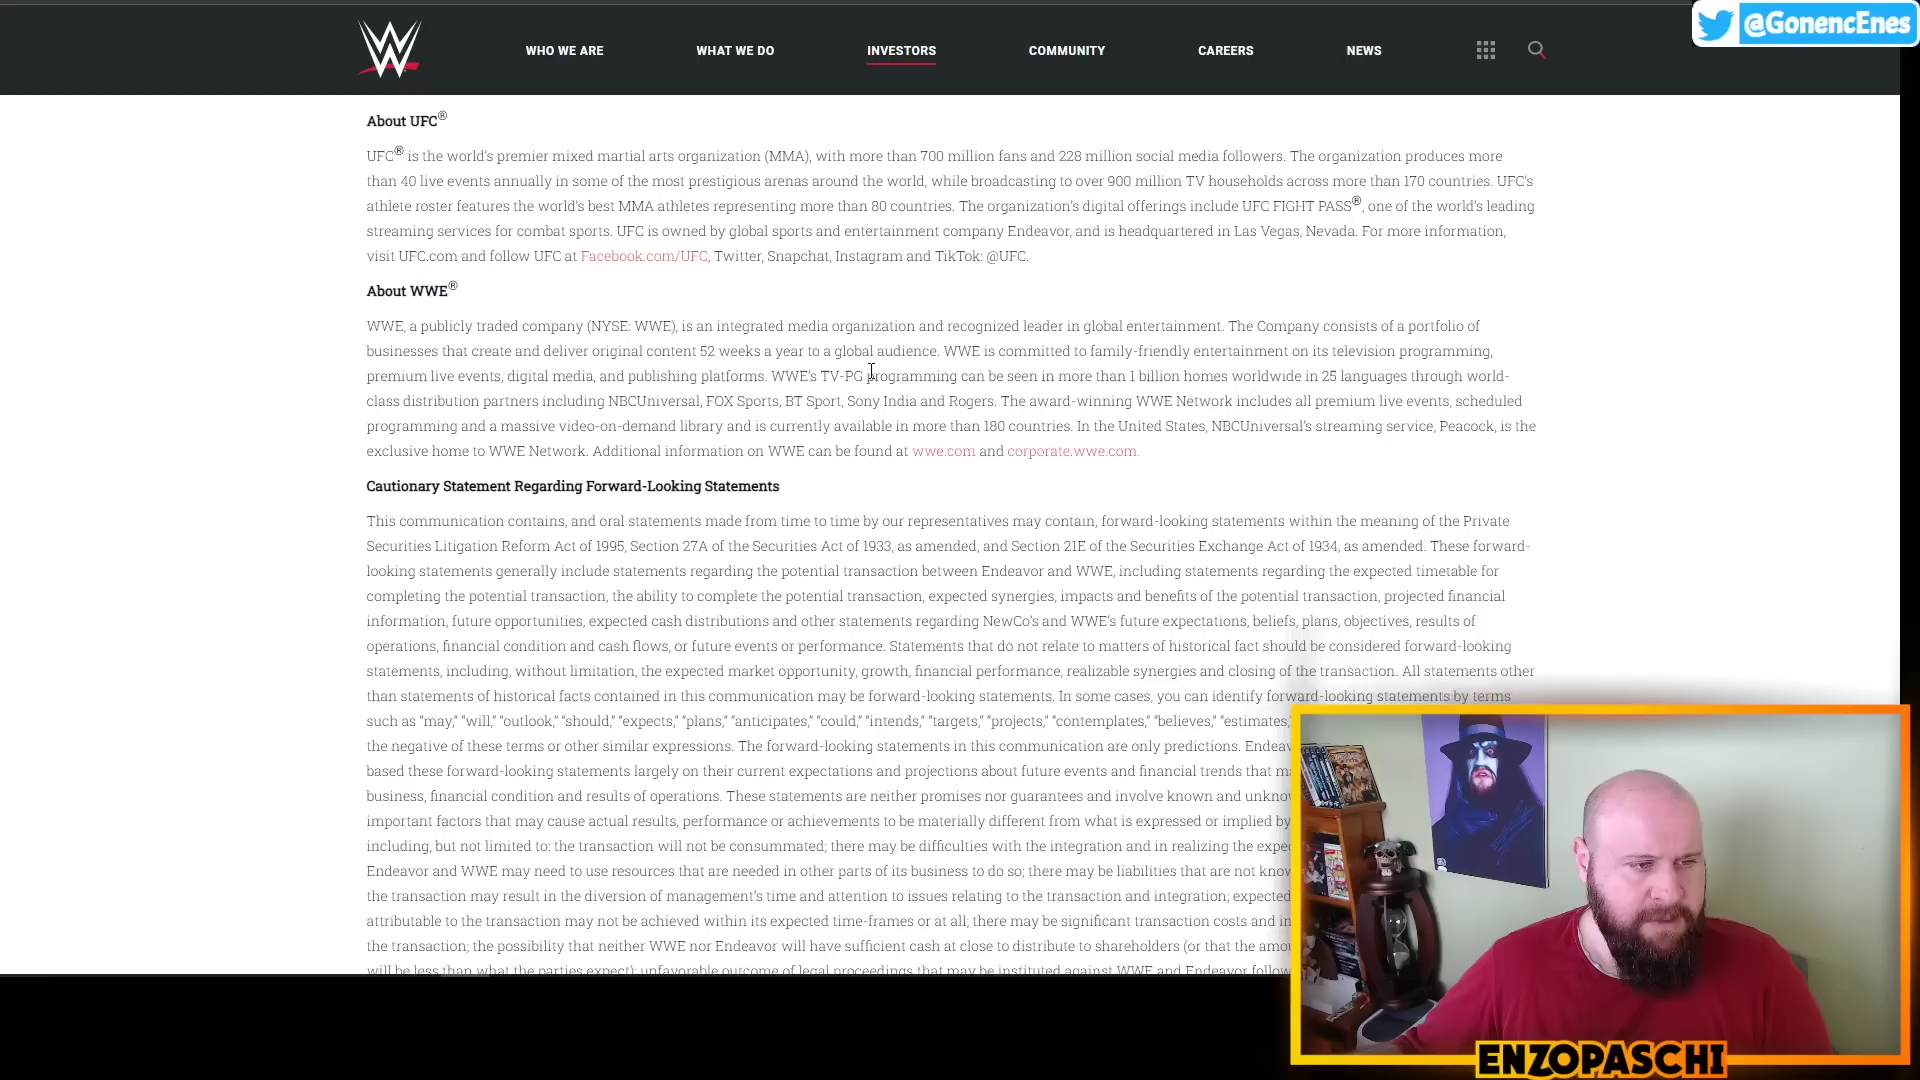 @GonencEnes
WHO WE ARE WHAT WE DO INVESTORS COMMUNITY CAREERS NEWS
About UFC®
UFC® is the world's premier mixed martial arts organization (MMA), with more than 700 million fans and 228 million social media followers. The organization produces more
than 40 live events annually in some of the most prestigious arenas around the world, while broadcasting to over 900 million TV households across more than 170 countries. UFC's
athlete roster features the world's best MMA athletes representing more than 80 countries. The organization's digital offerings include UFC FIGHT PASS®, one of the world's leading
streaming services for combat sports. UFC is owned by global sports and entertainment company Endeavor, and is headquartered in Las Vegas, Nevada. For more information,
visit UFC.com and follow UFC at Facebook.com/UFC, Twitter, Snapchat, Instagram and TikTok: @UFC.
About WWE®
WWE, a publicly traded company (NYSE: WWE), is an integrated media organization and recognized leader in global entertainment. The Company consists of a portfolio of
businesses that create and deliver original content 52 weeks a year to a global audience. WWE is committed to family-friendly entertainment on its television programming,
premium live events, digital media, and publishing platforms. WWE's TV-PG programming can be seen in more than 1 billion homes worldwide in 25 languages through world-
class distribution partners including NBCUniversal, FOX Sports, BT Sport, Sony India and Rogers. The award-winning WWE Network includes all premium live events, scheduled
programming and a massive video-on-demand library and is currently available in more than 180 countries. In the United States, NBCUniversal's streaming service, Peacock, is the
exclusive home to WWE Network. Additional information on WWE can be found at wwe.com and corporate.wwe.com.
Cautionary Statement Regarding Forward-Looking Statements
This communication contains, and oral statements made from time to time by our representatives may contain, forward-looking statements within the meaning of the Private
Securities Litigation Reform Act of 1995, Section 27A of the Securities Act of 1933, as amended, and Section 21E of the Securities Exchange Act of 1934, as amended. These forward-
looking statements generally include statements regarding the potential transaction between Endeavor and WWE, including statements regarding the expected timetable for
completing the potential transaction, the ability to complete the potential transaction, expected synergies, impacts and benefits of the potential transaction, projected financial
information, future opportunities, expected cash distributions and other statements regarding NewCo's and WWE's future expectations, beliefs, plans, objectives, results of
operations, financial condition and cash flows, or future events or performance. Statements that do not relate to matters of historical fact should be considered forward-looking
statements, including, without limitation, the expected market opportunity, growth, financial performance, realizable synergies and closing of the transaction. All statements other
than statements of historical facts contained in this communication may be forward-looking statements. In some cases, you can identify forward-looking statements by terms
such as “may,” “will,” “outlook,” “should,” “expects,” “plans,” “anticipates,” “could,” “intends,” “targets,” “projects,” “contemplates,” “believes,” “estimates,
the negative of these terms or other similar expressions. The forward-looking statements in this communication are only predictions. Endea
based these forward-looking statements largely on their current expectations and projections about future events and financial trends that
business, financial condition and results of operations. These statements are neither promises nor guarantees and involve known and
important factors that may cause actual results, performance or achievements to be materially different from what is expressed or implied by
including, but not limited to: the transaction will not be consummated; there may be difficulties with the integration and in realizing the
Endeavor and WWE may need to use resources that are needed in other parts of its business to do so; there may be liabilities that are not
the transaction may result in the diversion of management's time and attention to issues relating to the transaction and integration; expected
attributable to the transaction may not be achieved within its expected time-frames or at all; there may be significant transaction costs and
the transaction; the possibility that neither WWE nor Endeavor will have sufficient cash at close to distribute to shareholders (or that the
will be less than what the parties expect); unfavorable outcome of legal proceedings that may be instituted against WWE and Endeavor
ENZOPASCHI